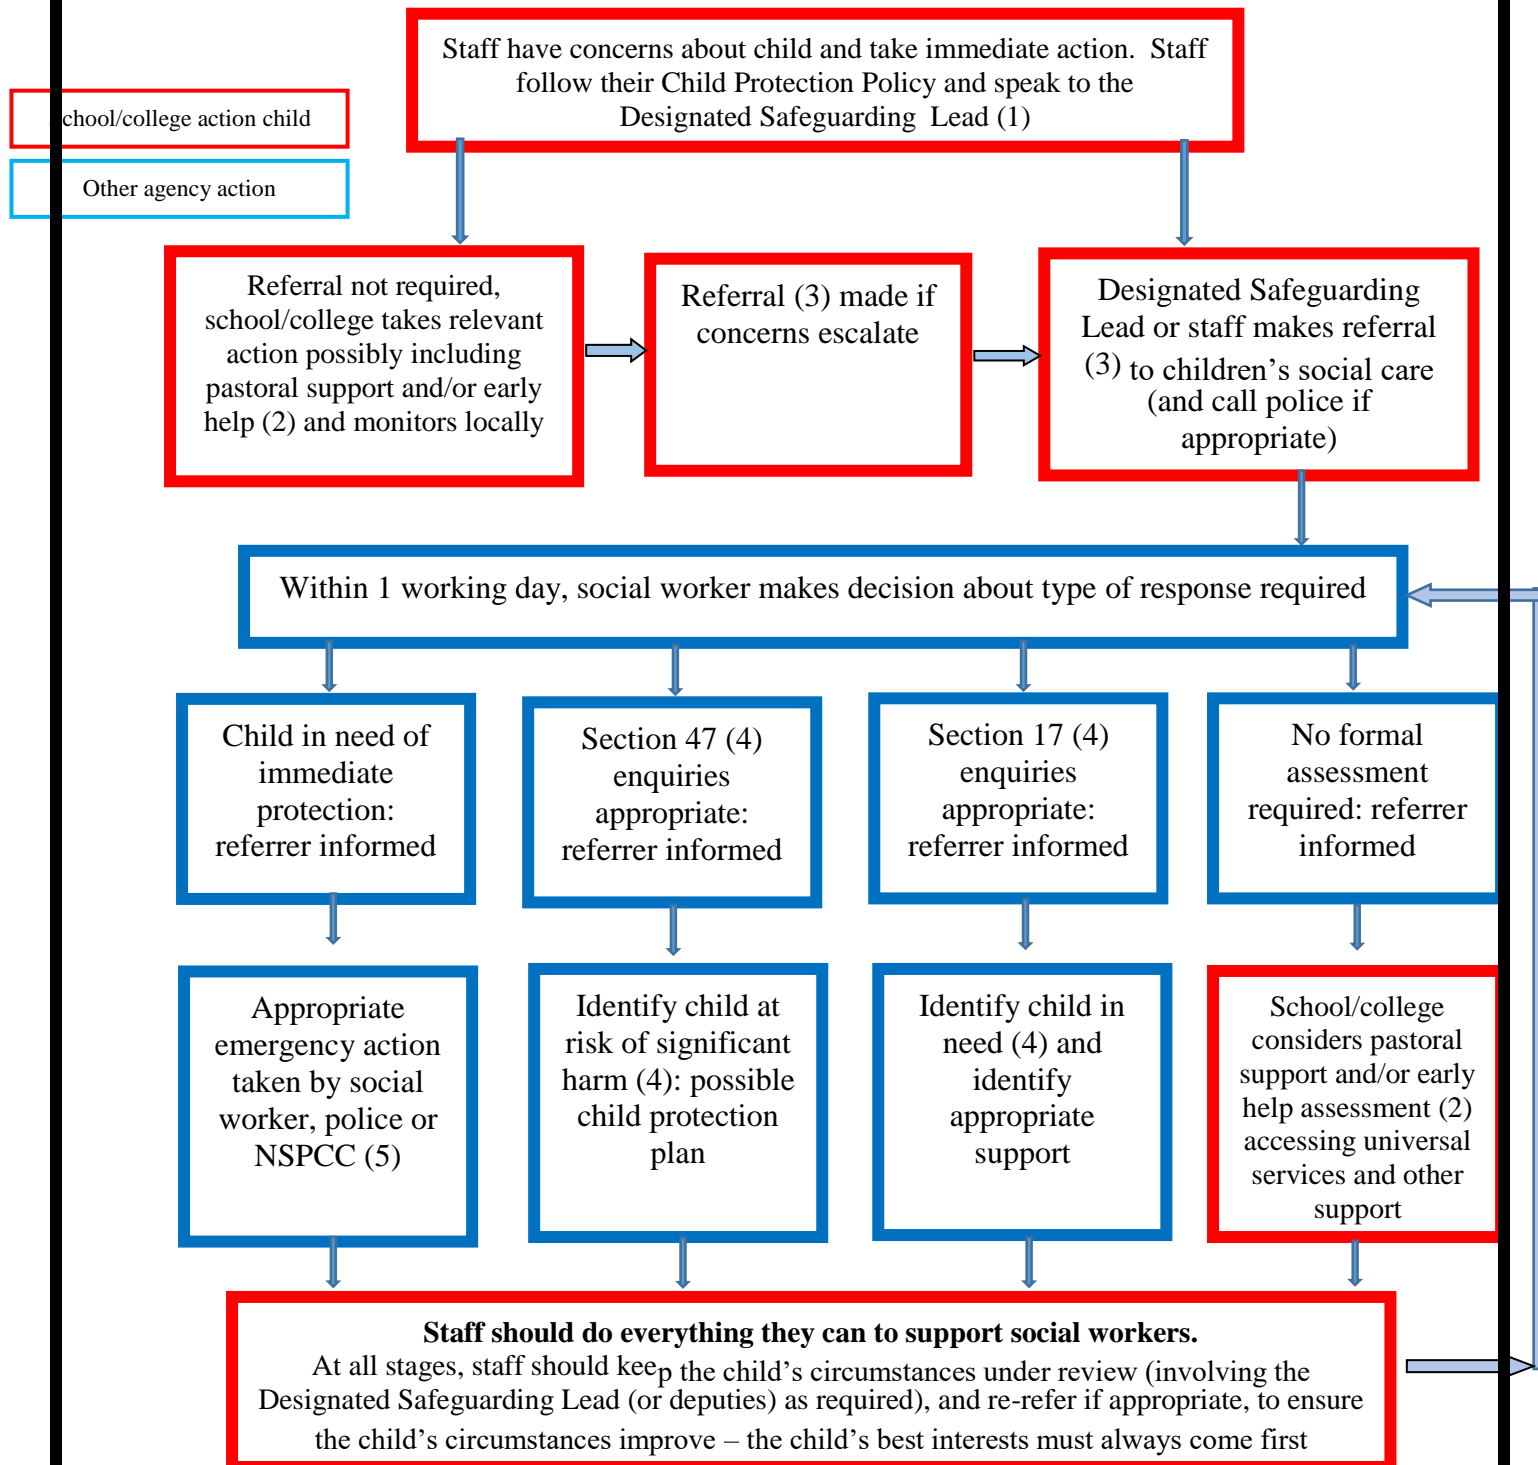 Staff have concerns about child and take immediate action.  Staff
follow their Child Protection Policy and speak to the
Designated Safeguarding  Lead (1)
chool/college action child
Other agency action
Referral not required,
school/college takes relevant
action possibly including
pastoral support and/or early
help (2) and monitors locally
Referral (3) made if
concerns escalate
Designated Safeguarding
Lead or staff makes referral
(3) to children’s social care
(and call police if
appropriate)
Within 1 working day, social worker makes decision about type of response required
Child in need of
immediate
protection:
referrer informed
Section 47 (4)
enquiries
appropriate:
referrer informed
Section 17 (4)
enquiries
appropriate:
referrer informed
No formal
assessment
required: referrer
informed
Appropriate
emergency action
taken by social
worker, police or
NSPCC (5)
Identify child at
risk of significant
harm (4): possible
child protection
plan
Identify child in
need (4) and
identify
appropriate
support
School/college
considers pastoral
support and/or early
help assessment (2)
accessing universal
services and other
support
Staff should do everything they can to support social workers.
At all stages, staff should keep the child’s circumstances under review (involving the
Designated Safeguarding Lead (or deputies) as required), and re-refer if appropriate, to ensure
the child’s circumstances improve – the child’s best interests must always come first